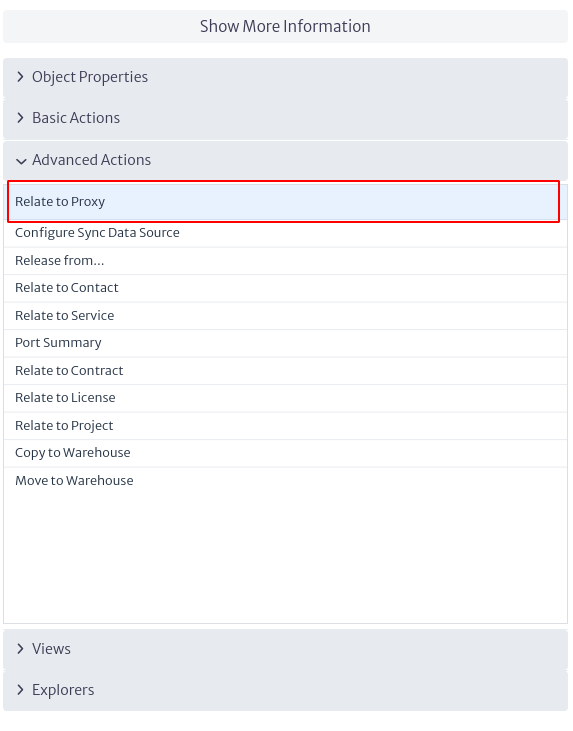 Show More Information
Object Properties
Basic Actions
Advanced Actions
Relate to Proxy
Configure Sync Data Source
Release from...
Relate to Contact
Relate to Service
Port Summary
Relate to Contract
Relate to License
Relate to Project
Copy to Warehouse
Move to Warehouse
Views
Explorers